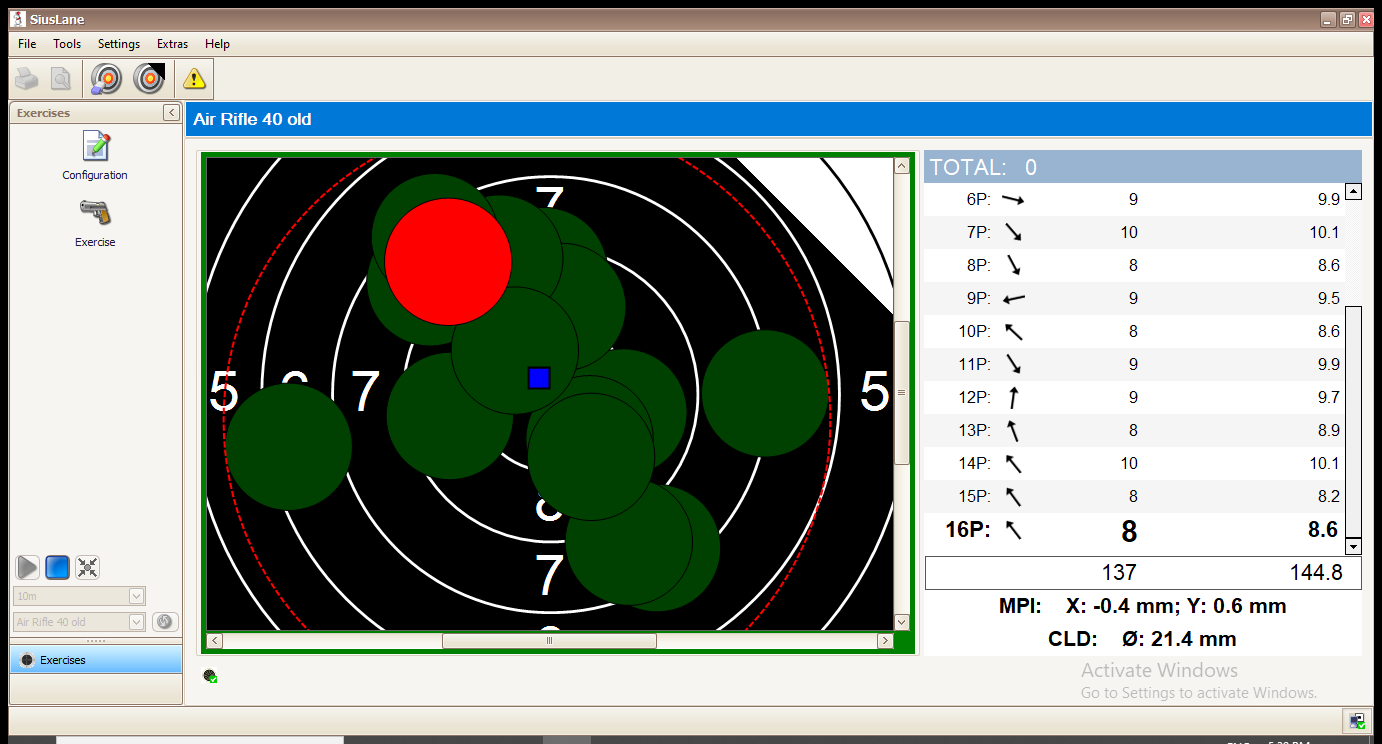 SiusLane
File Tools Settings Extras Help
Exercises
Configuration
Exercise
10m
Air Rifle 40 old
Exercises
Air Rifle 40 old
7
5 7 5
8
7
TOTAL: 0
6P: 9 9.9
7P: 10 10.1
8P: 8 8.6
9P: 9 9.5
10P: 8 8.6
11P: 9 9.9
12P: 9 9.7
13P: 8 8.9
14P: 10 10.1
15P: 8 8.2
16P: 8 8.6
137 144.8
MPI: X: -0.4 mm; Y: 0.6 mm
CLD: Ø: 21.4 mm
Activate Windows
Go to Settings to activate Windows.